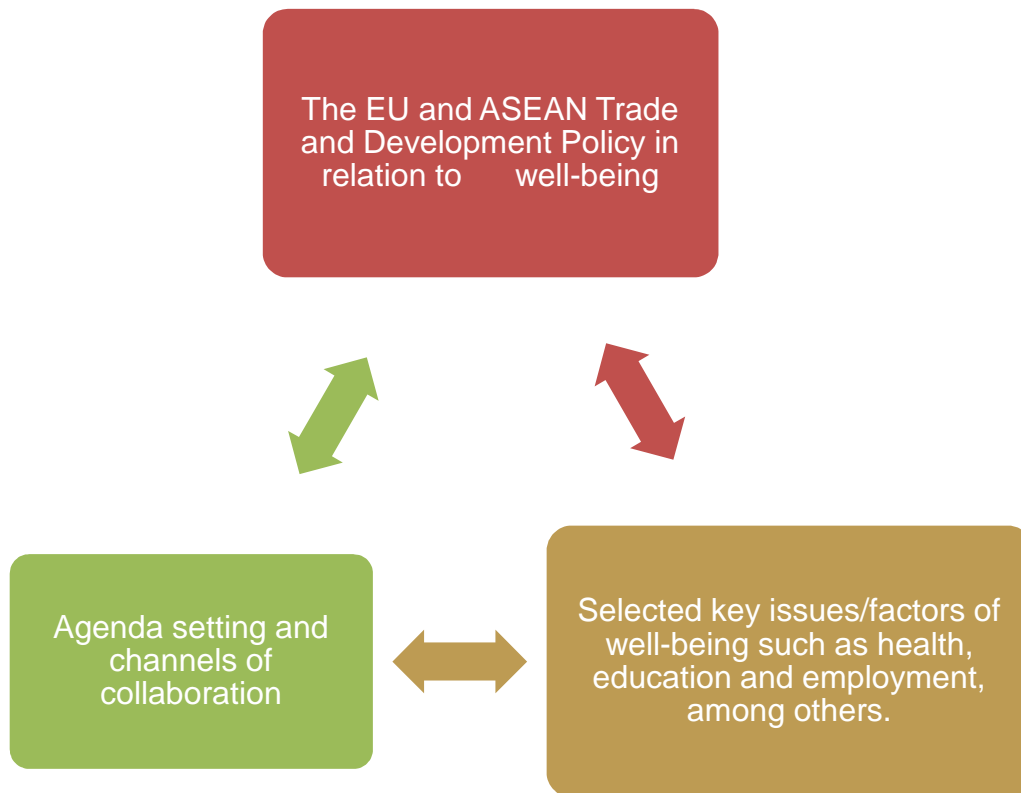 The EU and ASEAN Trade
and Development Policy in
relation to well-being
Agenda setting and
channels of
collaboration
Selected key issues/factors of
well-being such as health,
education and employment,
among others.